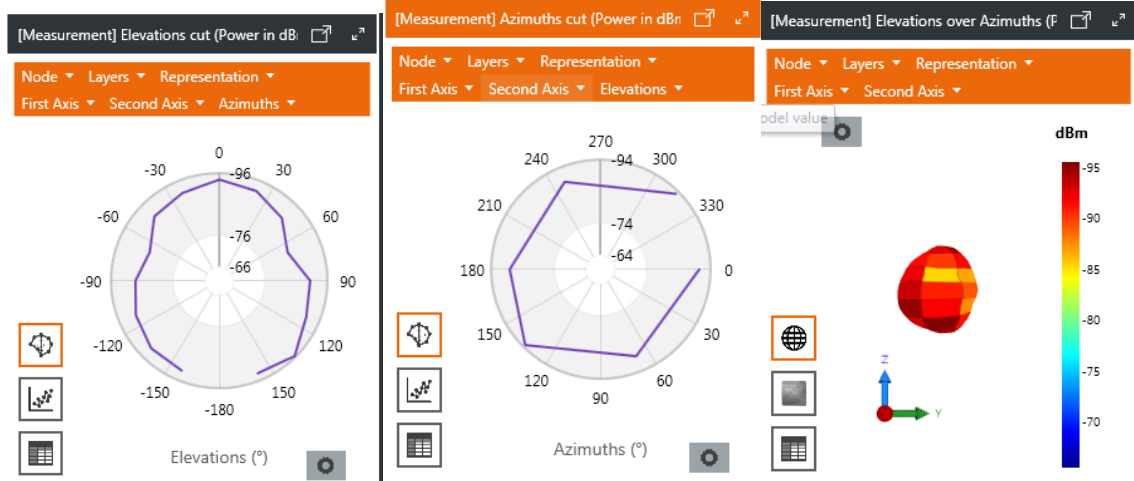 [Measurement] Elevations cut (Power in dBı
Node Layers Representation
First Axis Second Axis Azimuths
0
-30 -96 30
-60 60
-76
-66
-90 90
-120 120
-150 150
-180
Elevations (°)
[Measurement] Azimuths cut (Power in dBr
Node Layers Representation
First Axis Second Axis Elevations
270
240 -94 300
210 330
-74
-64
180 0
150 30
120 60
90
Azimuths (°)
[Measurement] Elevations over Azimuths (F
Node Layers Representation
First Axis Second Axis
odel value
dBm
-95
-90
-85
-80
-75
-70
Z
Y